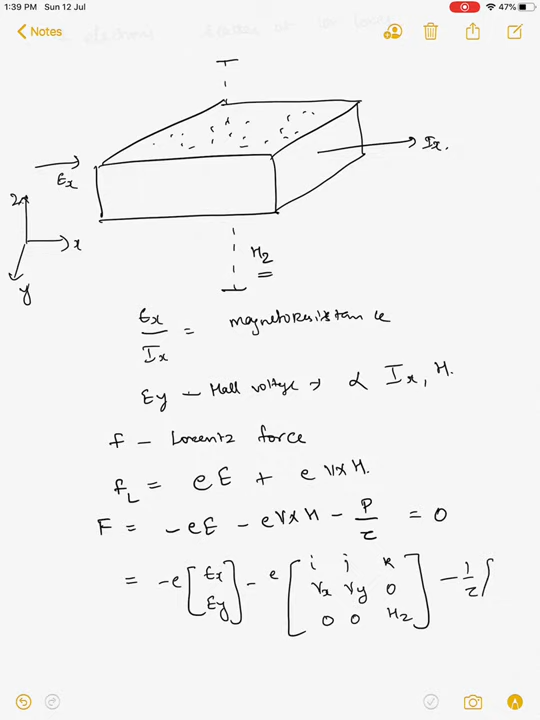 1:39 PM Sun 12 Jul
47%
Notes
electrons
Ix.
Ex
z
x
y
Hz
Ex / Ix = magnetoresistance
Ey – Hall voltage → α Ix, H.
f – Lorentz force
fL = eE + e v×H.
F = -eE - e v×H - P/τ = 0
= -e [Ex Ey] - e [i j k vx vy 0 0 0 Hz] - 1/τ [